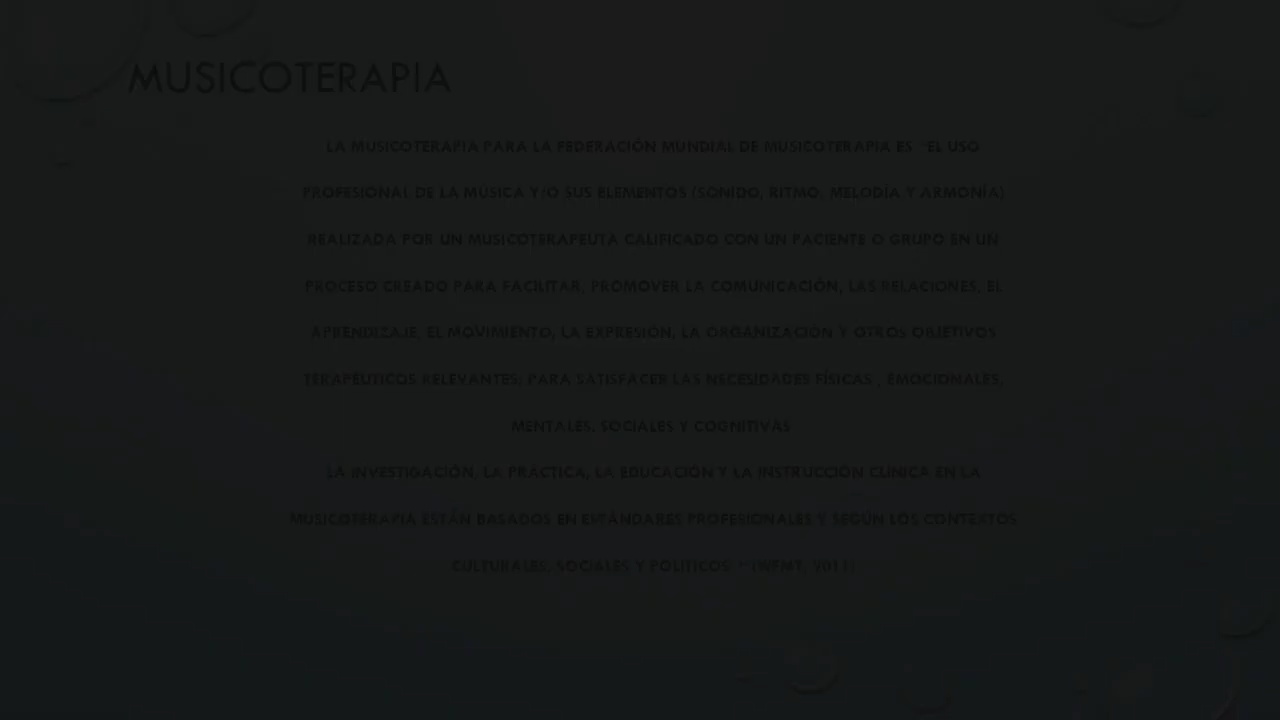 MUSICOTERAPIA
LA MUSICOTERAPIA PARA LA FEDERACIÓN MUNDIAL DE MUSICOTERAPIA ES "EL USO
PROFESIONAL DE LA MÚSICA Y/O SUS ELEMENTOS (SONIDO, RITMO, MELODÍA Y ARMONÍA)
REALIZADA POR UN MUSICOTERAPEUTA CALIFICADO CON UN PACIENTE O GRUPO EN UN
PROCESO CREADO PARA FACILITAR, PROMOVER LA COMUNICACIÓN, LAS RELACIONES, EL
APRENDIZAJE, EL MOVIMIENTO, LA EXPRESIÓN, LA ORGANIZACIÓN Y OTROS OBJETIVOS
TERAPÉUTICOS RELEVANTES; PARA SATISFACER LAS NECESIDADES FÍSICAS , EMOCIONALES,
MENTALES, SOCIALES Y COGNITIVAS
LA INVESTIGACIÓN, LA PRÁCTICA, LA EDUCACIÓN Y LA INSTRUCCIÓN CLÍNICA EN LA
MUSICOTERAPIA ESTÁN BASADOS EN ESTÁNDARES PROFESIONALES Y SEGÚN LOS CONTEXTOS
CULTURALES, SOCIALES Y POLÍTICOS. " (WFMT, 2011)